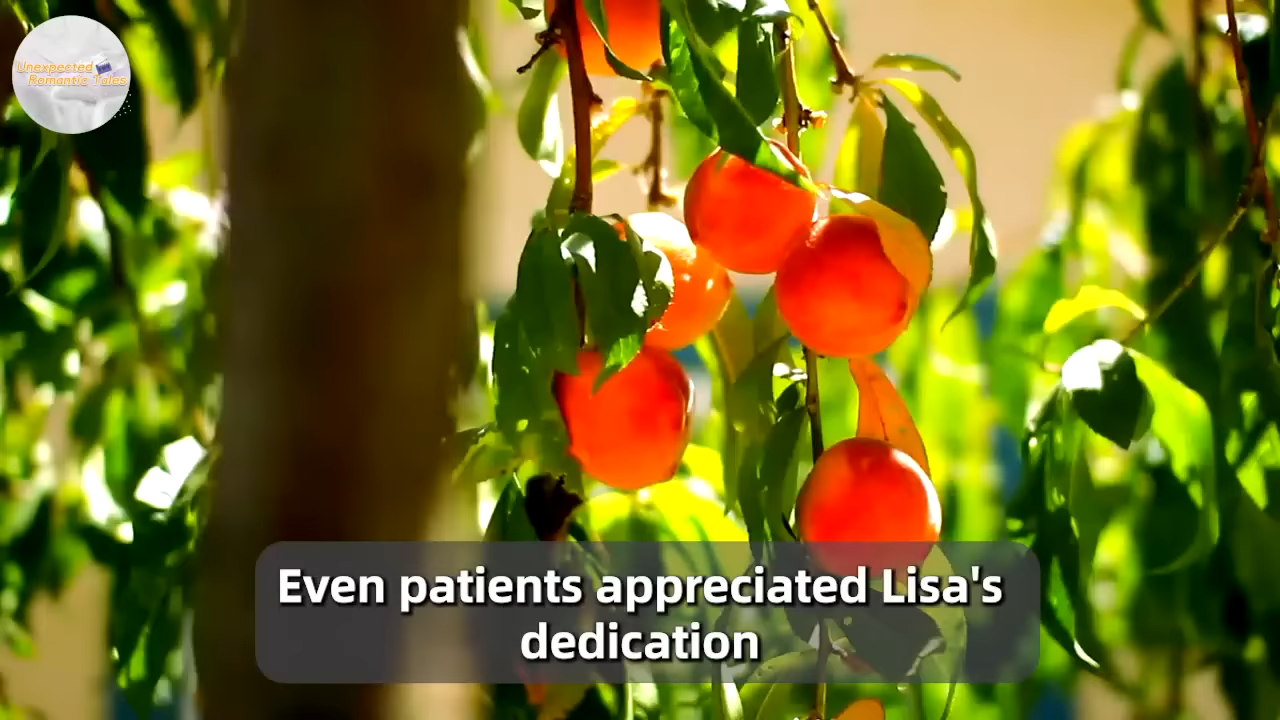 Unexpected
Romantic Tales
Even patients appreciated Lisa's
dedication